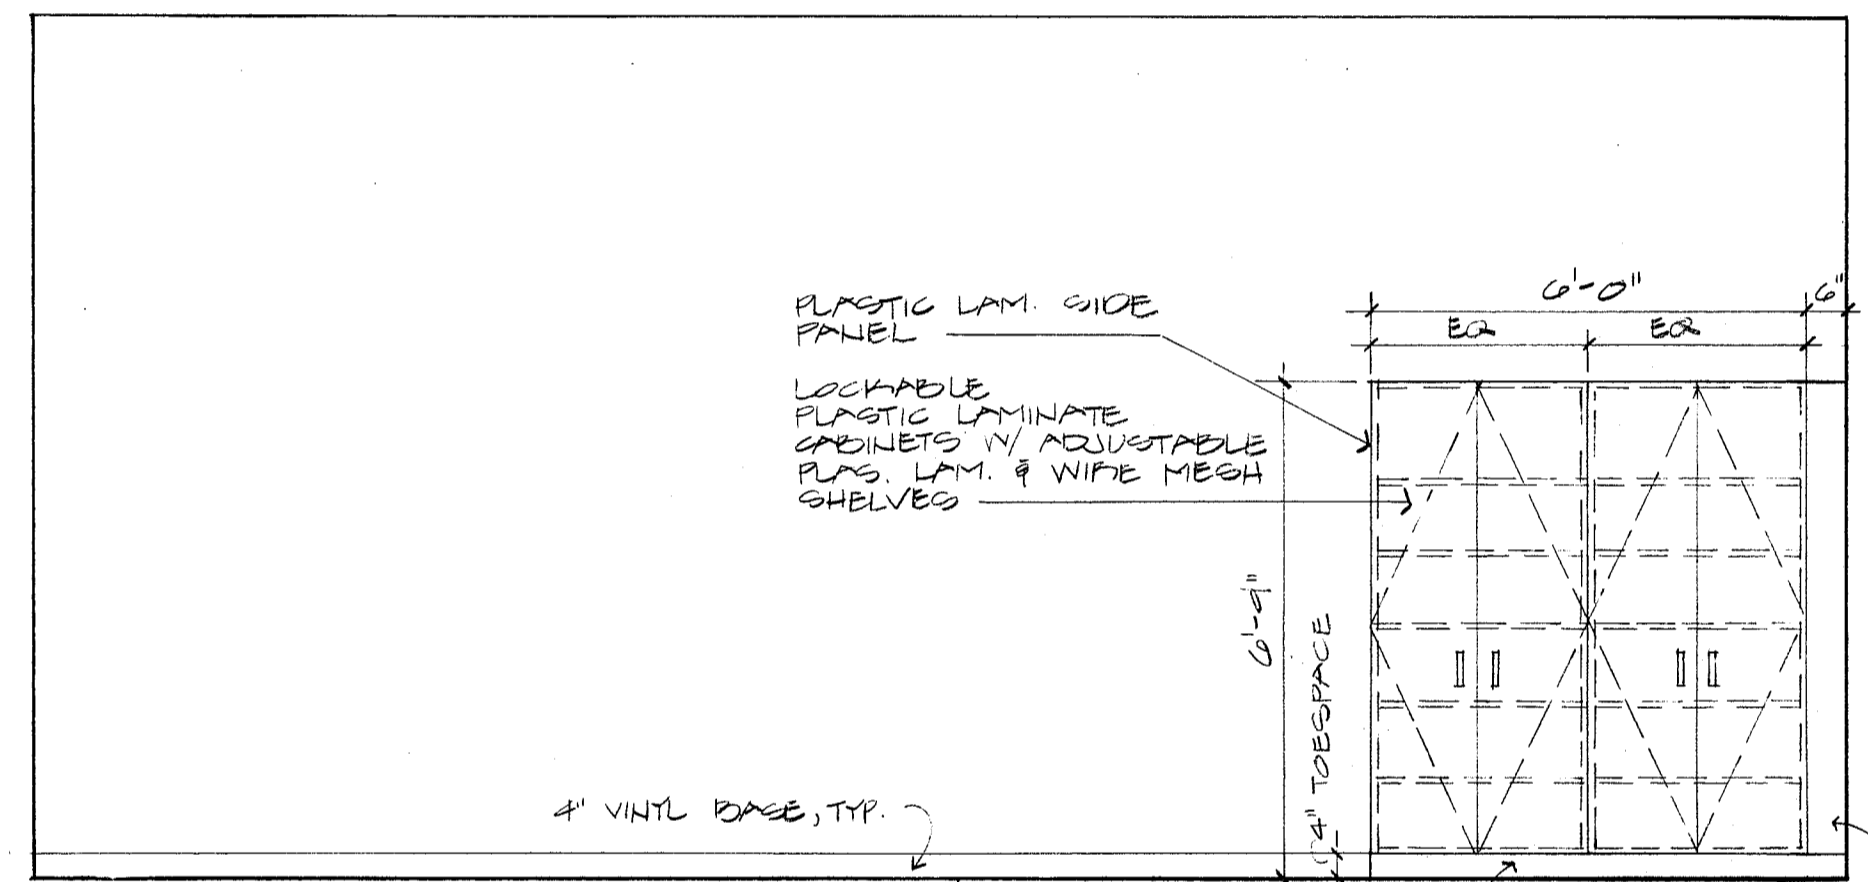 PLASTIC LAM. SIDE
PANEL
LOCKABLE
PLASTIC LAMINATE
CABINETS W/ ADJUSTABLE
PLAS. LAM. & WIRE MESH
SHELVES
6'-0"
6"
EQ
EQ
6'-9"
4" TOESPACE
4" VINYL BASE, TYP.